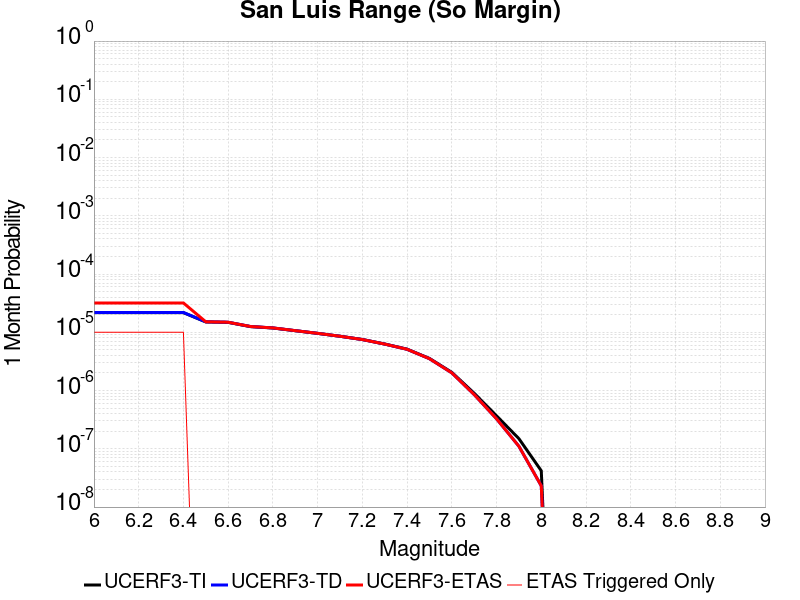 San Luis Range (So Margin)
10^0
10^-1
10^-2
10^-3
10^-4
10^-5
10^-6
10^-7
10^-8
1 Month Probability
6 6.2 6.4 6.6 6.8 7 7.2 7.4 7.6 7.8 8 8.2 8.4 8.6 8.8 9
Magnitude
UCERF3-TI UCERF3-TD UCERF3-ETAS ETAS Triggered Only